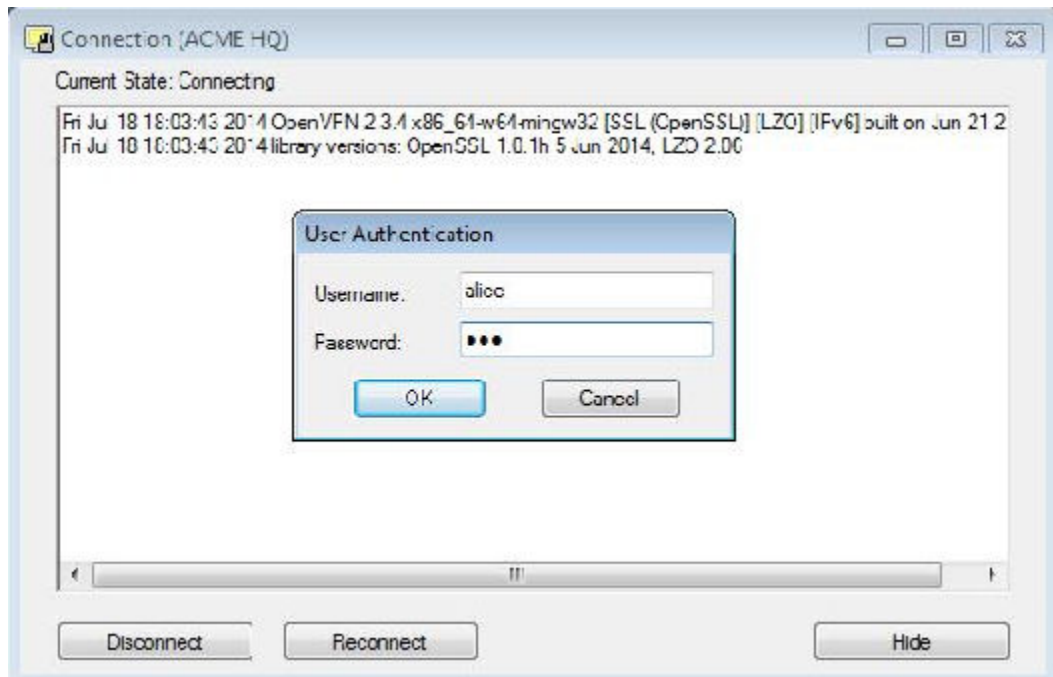 Connection (ACME HQ)
Current State: Connecting
Fri Jul 18 18:03:43 2014 OpenVPN 2.3.4 x86_64-w64-mingw32 [SSL (OpenSSL)] [LZO] [IPv6] built on Jun 21 2
Fri Jul 18 18:03:43 2014 library versions: OpenSSL 1.0.1h 5 Jun 2014, LZO 2.06
User Authentication
Username: alice
Password: •••
OK Cancel
Disconnect Reconnect Hide